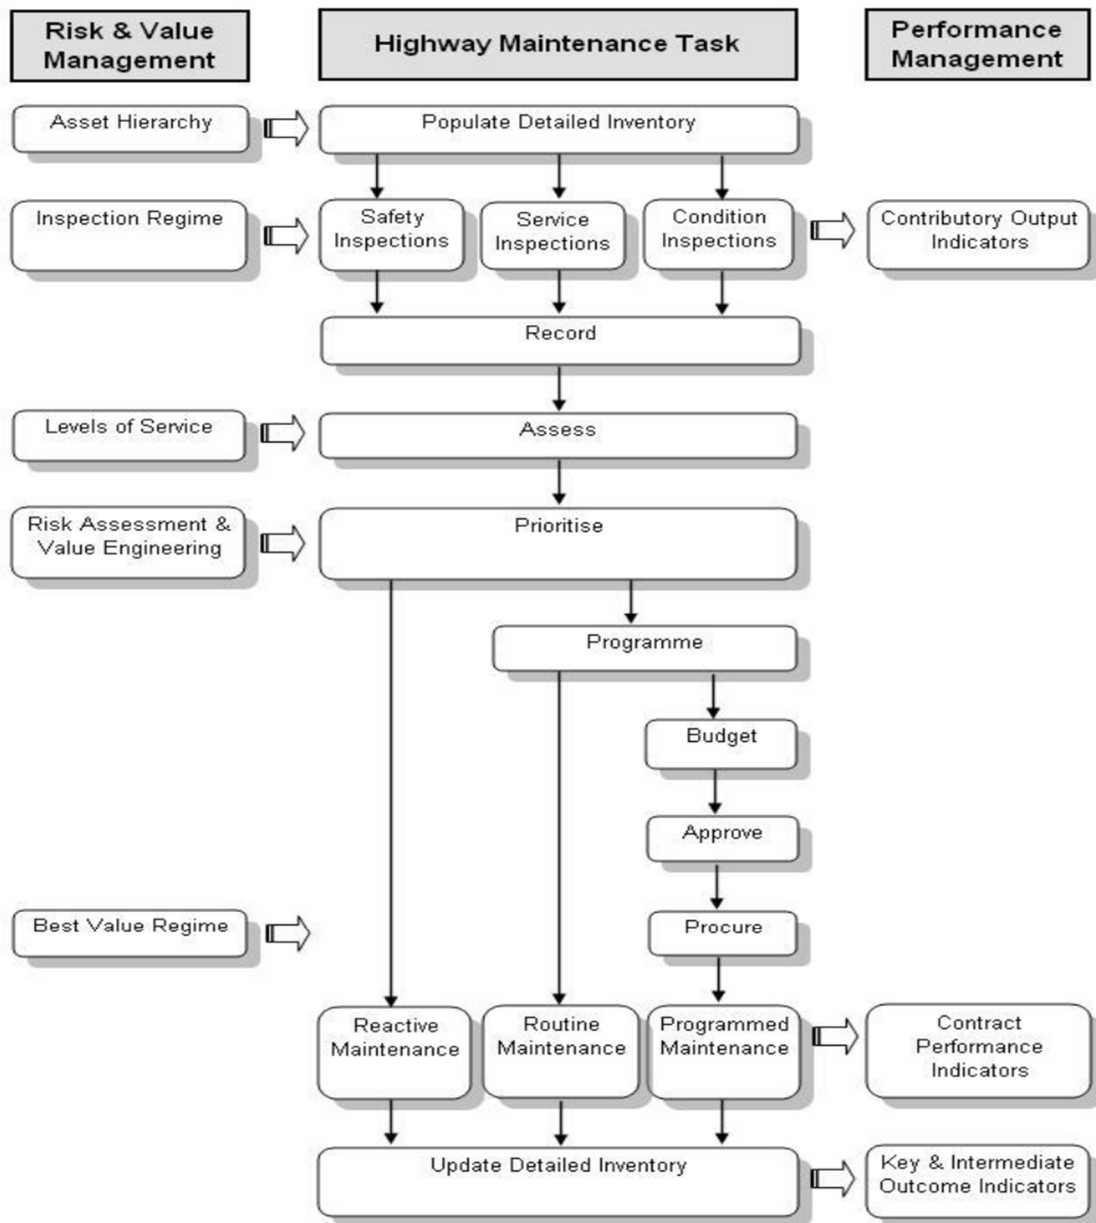 Risk & Value
Management
Highway Maintenance Task
Performance
Management
Asset Hierarchy
Populate Detailed Inventory
Inspection Regime
Safety
Inspections
Service
Inspections
Condition
Inspections
Contributory Output
Indicators
Record
Levels of Service
Assess
Risk Assessment &
Value Engineering
Prioritise
Programme
Budget
Approve
Best Value Regime
Procure
Reactive
Maintenance
Routine
Maintenance
Programmed
Maintenance
Contract
Performance
Indicators
Update Detailed Inventory
Key & Intermediate
Outcome Indicators